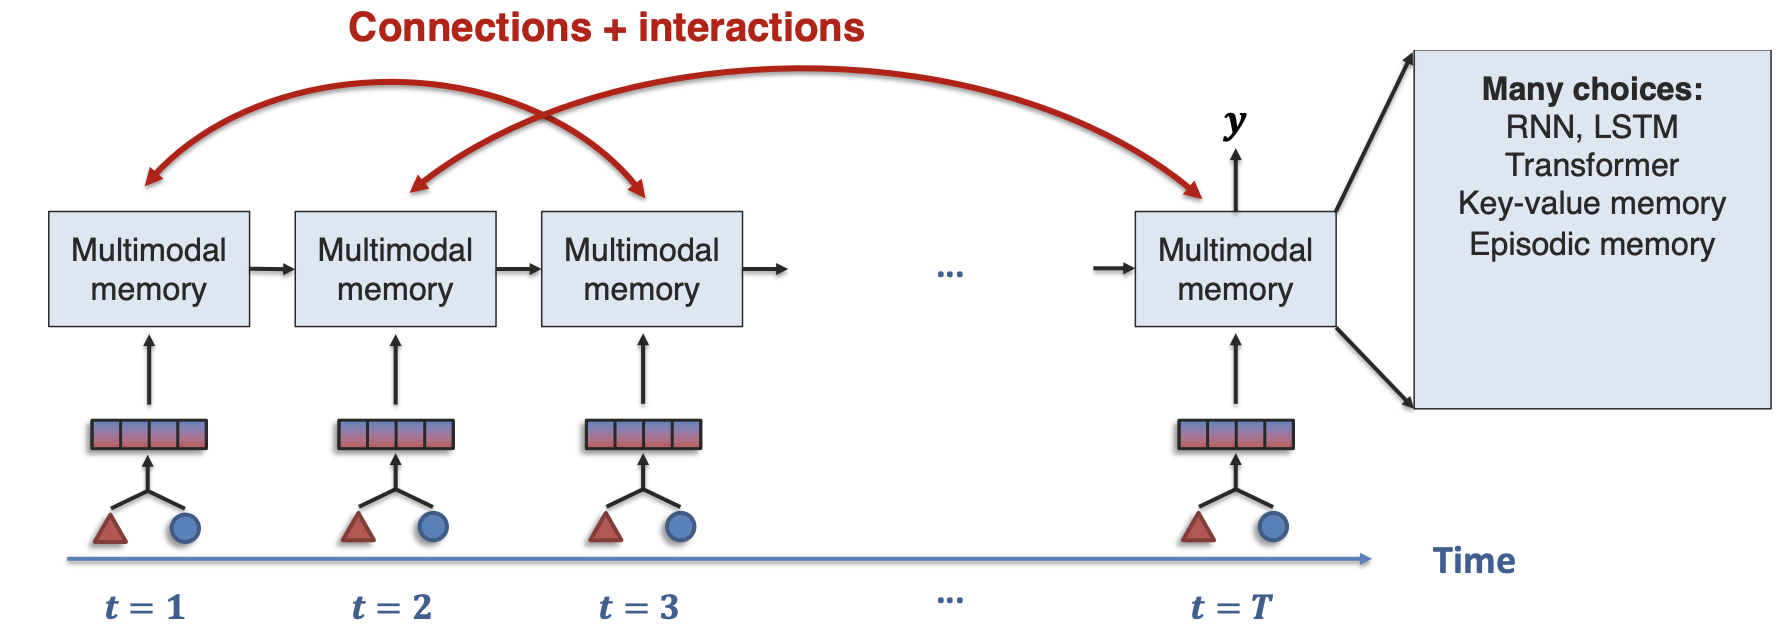 Connections + interactions
Many choices:
RNN, LSTM
Transformer
Key-value memory
Episodic memory
y
Multimodal
memory
Multimodal
memory
Multimodal
memory
...
Multimodal
memory
Time
t = 1
t = 2
t = 3
...
t = T